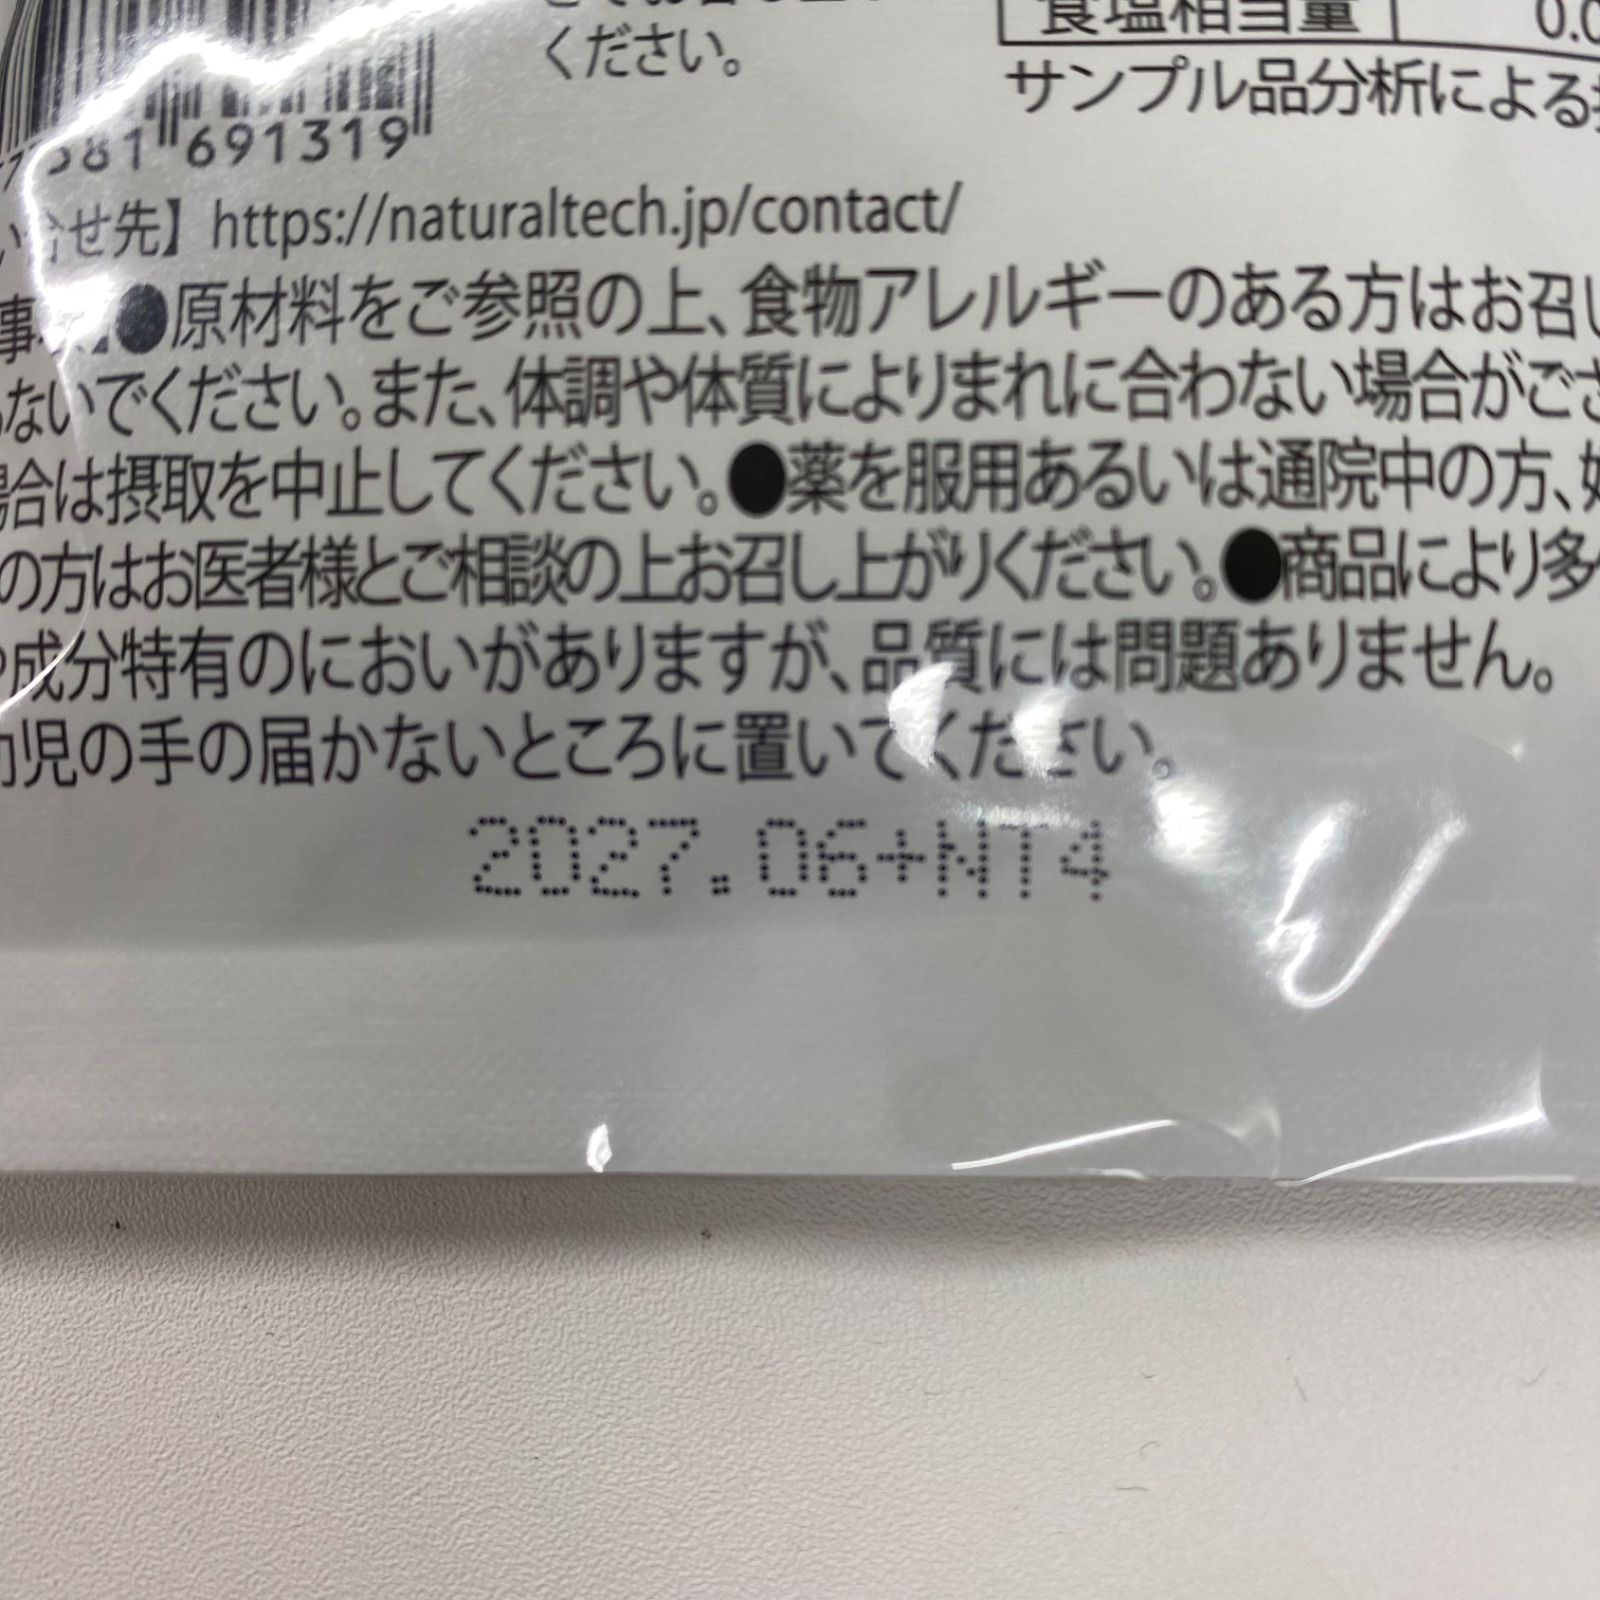 ください。
食塩相当量 0.0
サンプル品分析による
581 691319
い合せ先】https://naturaltech.jp/contact/
●原材料をご参照の上、食物アレルギーのある方はお召し
ないでください。また、体調や体質によりまれに合わない場合がござ
場合は摂取を中止してください。●薬を服用あるいは通院中の方、妊
の方はお医者様とご相談の上お召し上がりください。●商品により多
や成分特有のにおいがありますが、品質には問題ありません。
幼児の手の届かないところに置いてください。
2027.06+NT4